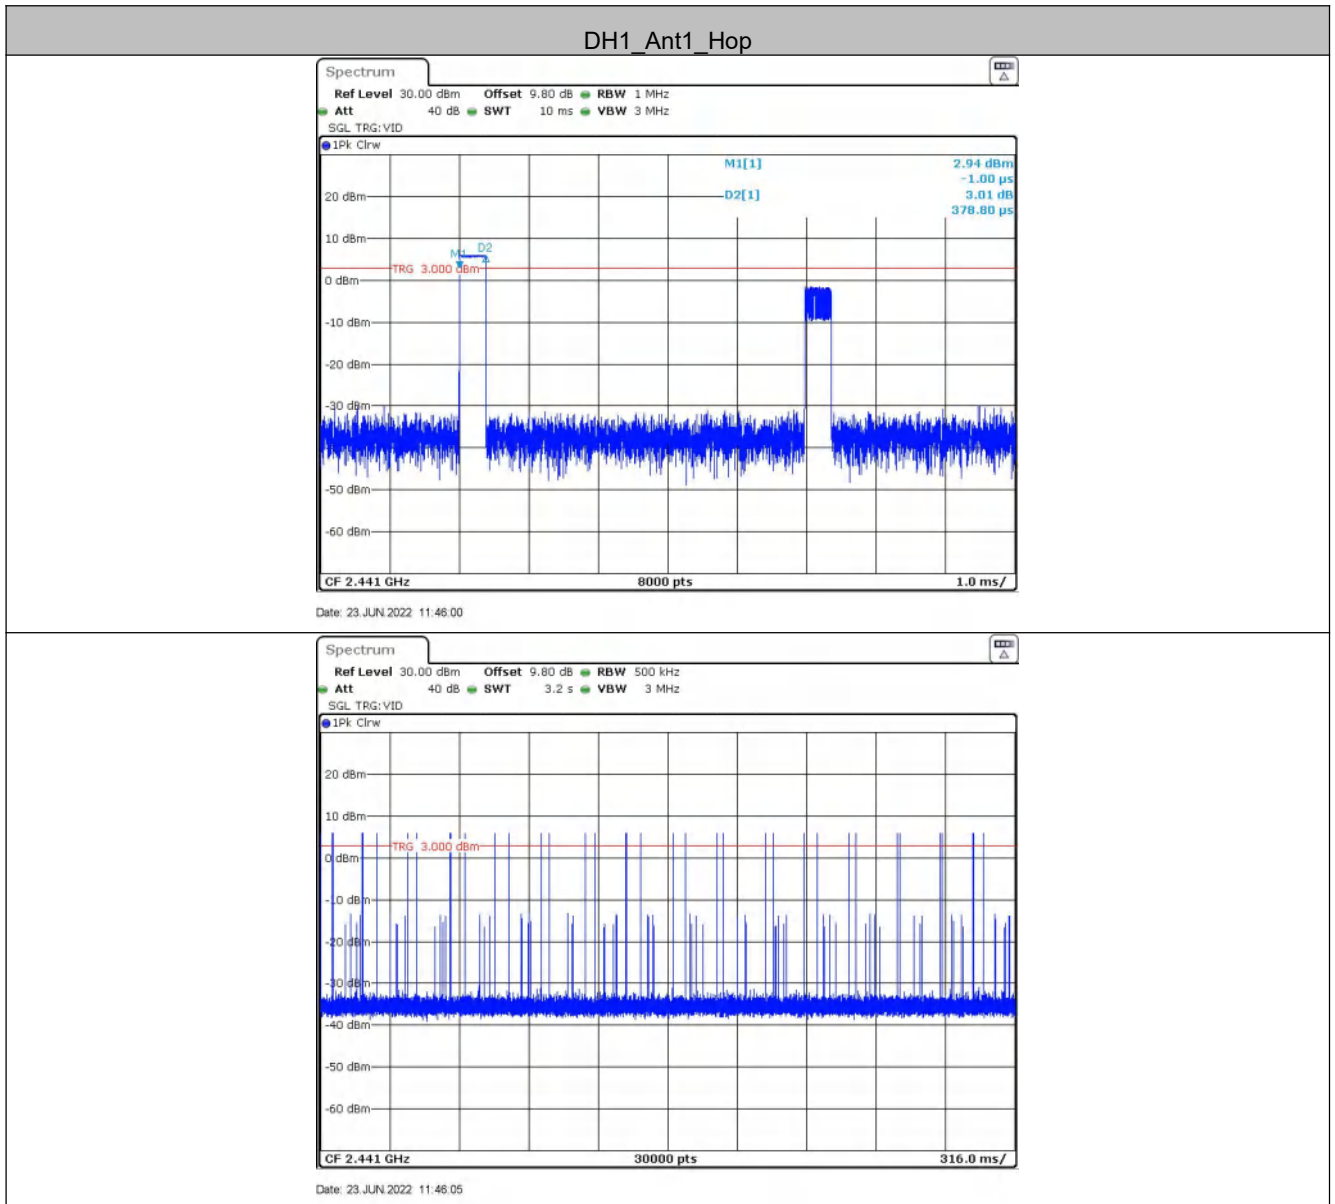 DH1_Ant1_Hop
Spectrum
Ref Level 30.00 dBm Offset 9.80 dB RBW 1 MHz
Att 40 dB SWT 10 ms VBW 3 MHz
SGL TRG:VID
1Pk Clrw
M1[1] 2.94 dBm
-1.00 µs
20 dBm
D2[1] 3.01 dB
378.80 µs
10 dBm
M1 D2
TRG 3.000 dBm
0 dBm
-10 dBm
-20 dBm
-30 dBm
-50 dBm
-60 dBm
CF 2.441 GHz 8000 pts 1.0 ms/
Date: 23.JUN.2022 11:46:00
Spectrum
Ref Level 30.00 dBm Offset 9.80 dB RBW 500 kHz
Att 40 dB SWT 3.2 s VBW 3 MHz
SGL TRG:VID
1Pk Clrw
20 dBm
10 dBm
TRG 3.000 dBm
0 dBm
-10 dBm
-20 dBm
-30 dBm
-40 dBm
-50 dBm
-60 dBm
CF 2.441 GHz 30000 pts 316.0 ms/
Date: 23.JUN.2022 11:46:05